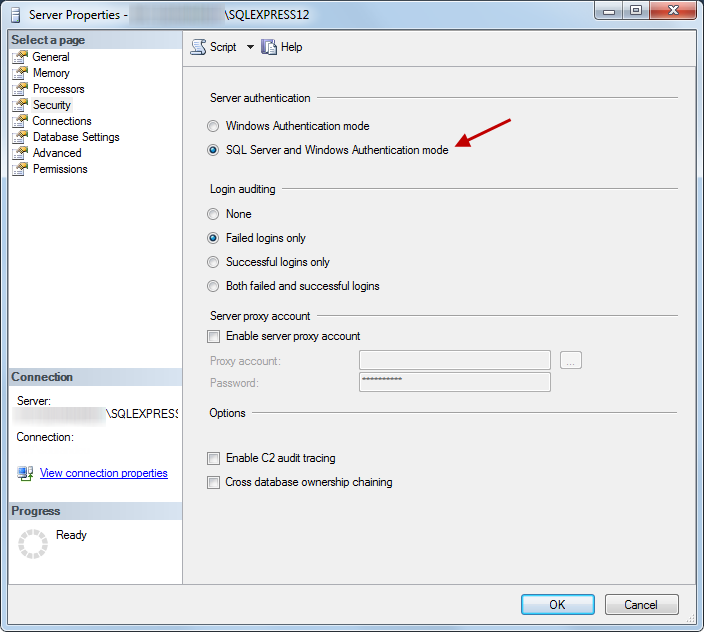 Server Properties - \SQLEXPRESS12
Select a page
General
Memory
Processors
Security
Connections
Database Settings
Advanced
Permissions
Connection
Server:
\SQLEXPRESS
Connection:
View connection properties
Progress
Ready
Script
Help
Server authentication
Windows Authentication mode
SQL Server and Windows Authentication mode
Login auditing
None
Failed logins only
Successful logins only
Both failed and successful logins
Server proxy account
Enable server proxy account
Proxy account:
...
Password:
**********
Options
Enable C2 audit tracing
Cross database ownership chaining
OK
Cancel